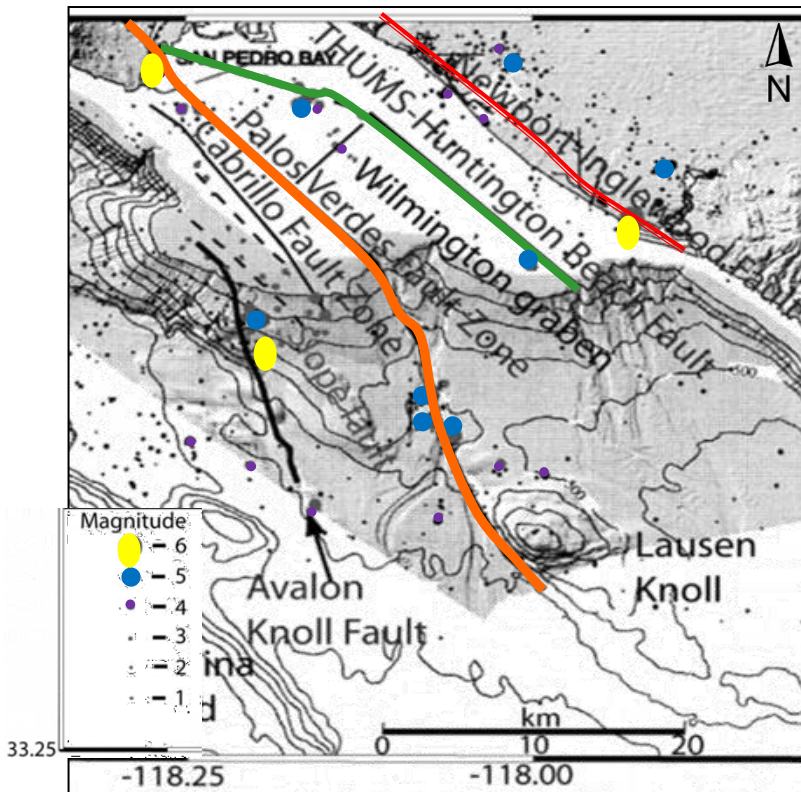 SAN PEDRO BAY
THUMS-Huntington Beach Fault
Newport-Inglewood Fault
N
Palos Verdes Fault Zone
Cabrillo Fault Zone
Wilmington graben
500
500
Magnitude
6
5
4
3
2
1
Lausen
Knoll
Avalon
Knoll Fault
ina
d
km
0 10 20
33.25
-118.25 -118.00